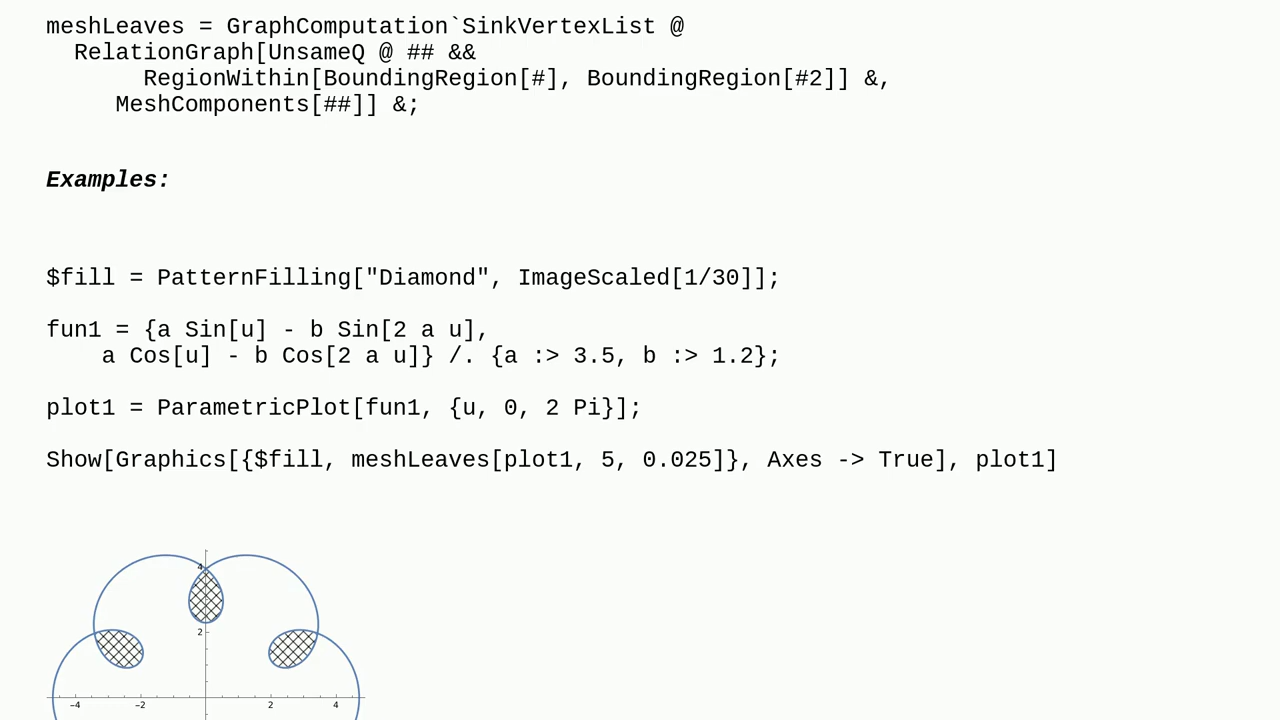 meshLeaves = GraphComputation`SinkVertexList @
RelationGraph[UnsameQ @ ## &&
RegionWithin[BoundingRegion[#], BoundingRegion[#2]] &,
MeshComponents[##]] &;
Examples:
$fill = PatternFilling["Diamond", ImageScaled[1/30]];
fun1 = {a Sin[u] - b Sin[2 a u],
a Cos[u] - b Cos[2 a u]} /. {a :> 3.5, b :> 1.2};
plot1 = ParametricPlot[fun1, {u, 0, 2 Pi}];
Show[Graphics[{$fill, meshLeaves[plot1, 5, 0.025]}, Axes -> True], plot1]
4
2
-4 -2 2 4